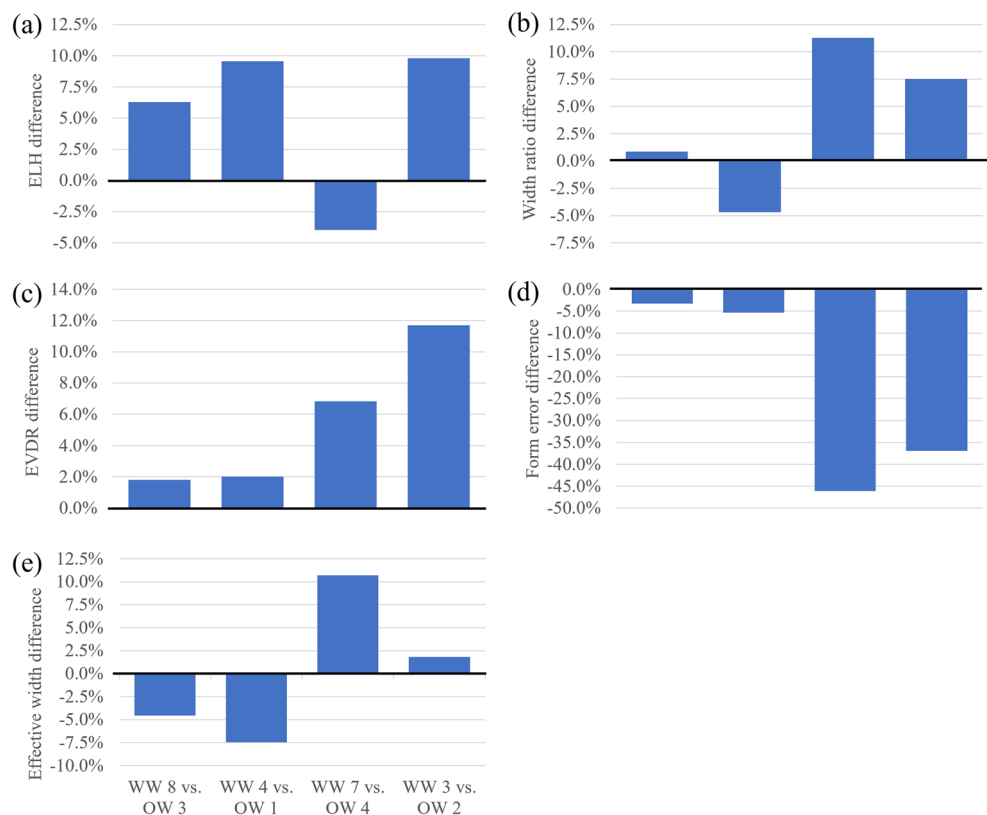 (a)
ELH difference
12.5%
10.0%
7.5%
5.0%
2.5%
0.0%
-2.5%
-5.0%
(b)
Width ratio difference
12.5%
10.0%
7.5%
5.0%
2.5%
0.0%
-2.5%
-5.0%
-7.5%
(c)
EVDR difference
14.0%
12.0%
10.0%
8.0%
6.0%
4.0%
2.0%
0.0%
(d)
Form error difference
0.0%
-5.0%
-10.0%
-15.0%
-20.0%
-25.0%
-30.0%
-35.0%
-40.0%
-45.0%
-50.0%
(e)
Effective width difference
12.5%
10.0%
7.5%
5.0%
2.5%
0.0%
-2.5%
-5.0%
-7.5%
-10.0%
WW 8 vs.
OW 3
WW 4 vs.
OW 1
WW 7 vs.
OW 4
WW 3 vs.
OW 2